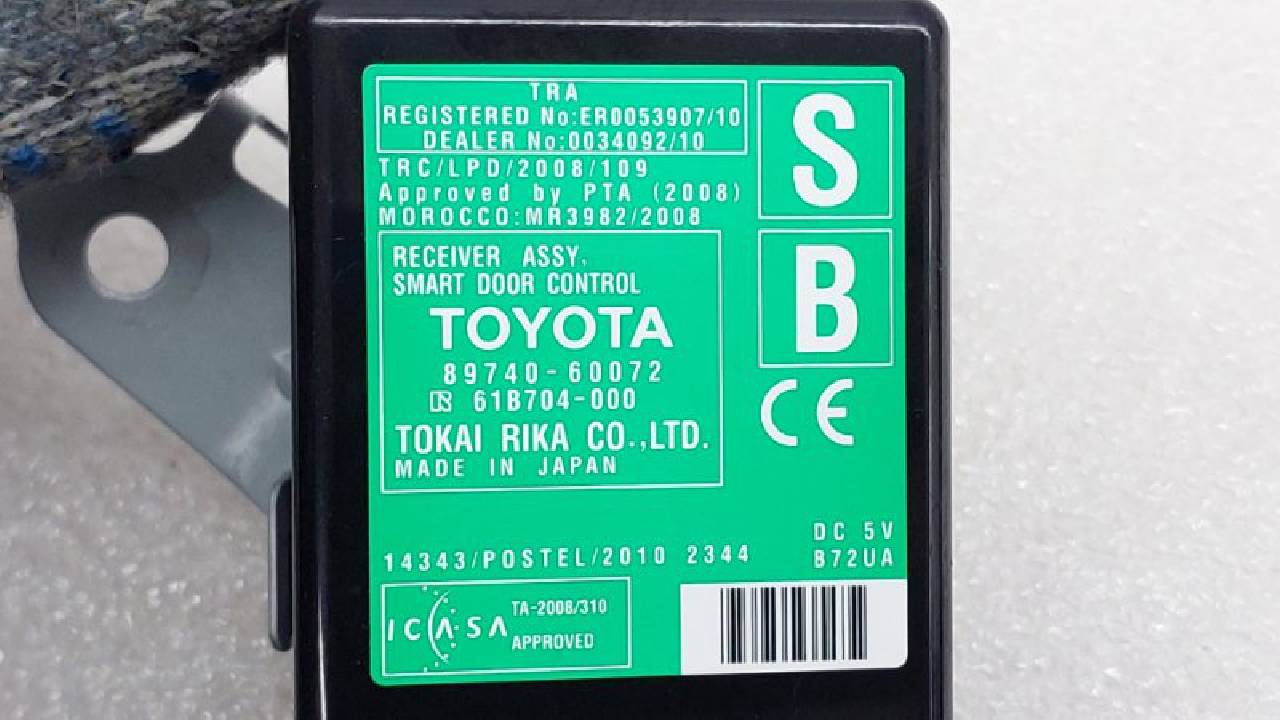 TRA
REGISTERED No:ER0053907/10
DEALER No:0034092/10
TRC/LPD/2008/109
Approved by PTA (2008)
MOROCCO:MR3982/2008
S
B
RECEIVER ASSY,
SMART DOOR CONTROL
TOYOTA
89740-60072
61B704-000
TOKAI RIKA CO.,LTD.
MADE IN JAPAN
CE
DC 5V
14343/POSTEL/2010 2344
B72UA
ICASA
TA-2008/310
APPROVED